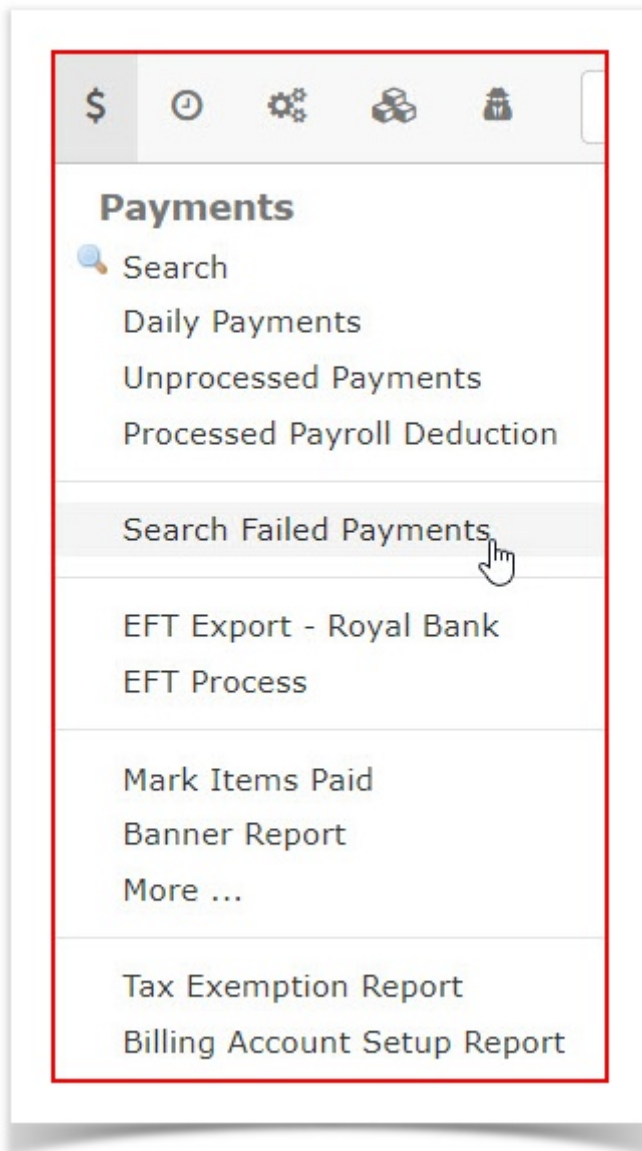 $
Payments
Search
Daily Payments
Unprocessed Payments
Processed Payroll Deduction
Search Failed Payments
EFT Export - Royal Bank
EFT Process
Mark Items Paid
Banner Report
More ...
Tax Exemption Report
Billing Account Setup Report